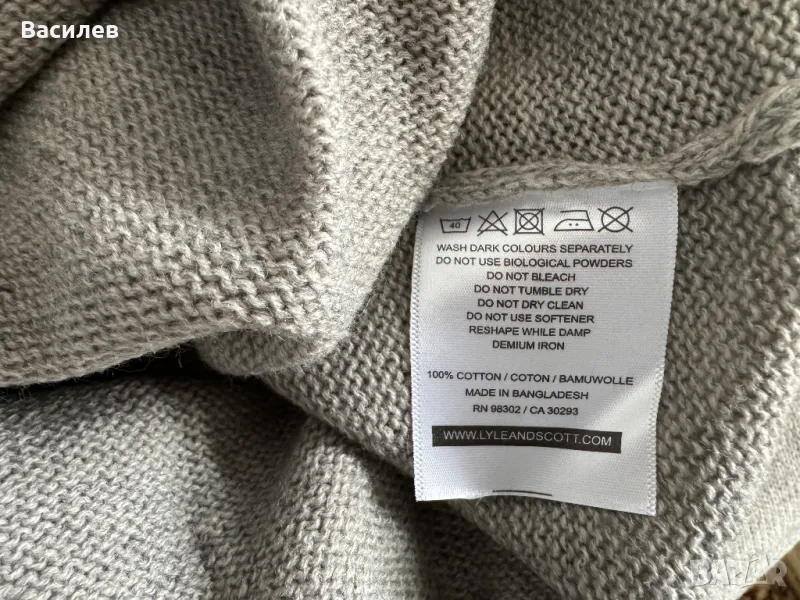 Василев
40
WASH DARK COLOURS SEPARATELY
DO NOT USE BIOLOGICAL POWDERS
DO NOT BLEACH
DO NOT TUMBLE DRY
DO NOT DRY CLEAN
DO NOT USE SOFTENER
RESHAPE WHILE DAMP
DEMIUM IRON
100% COTTON / COTON / BAMUWOLLE
MADE IN BANGLADESH
RN 98302 / CA 30293
WWW.LYLEANDSCOTT.COM
BAZAR